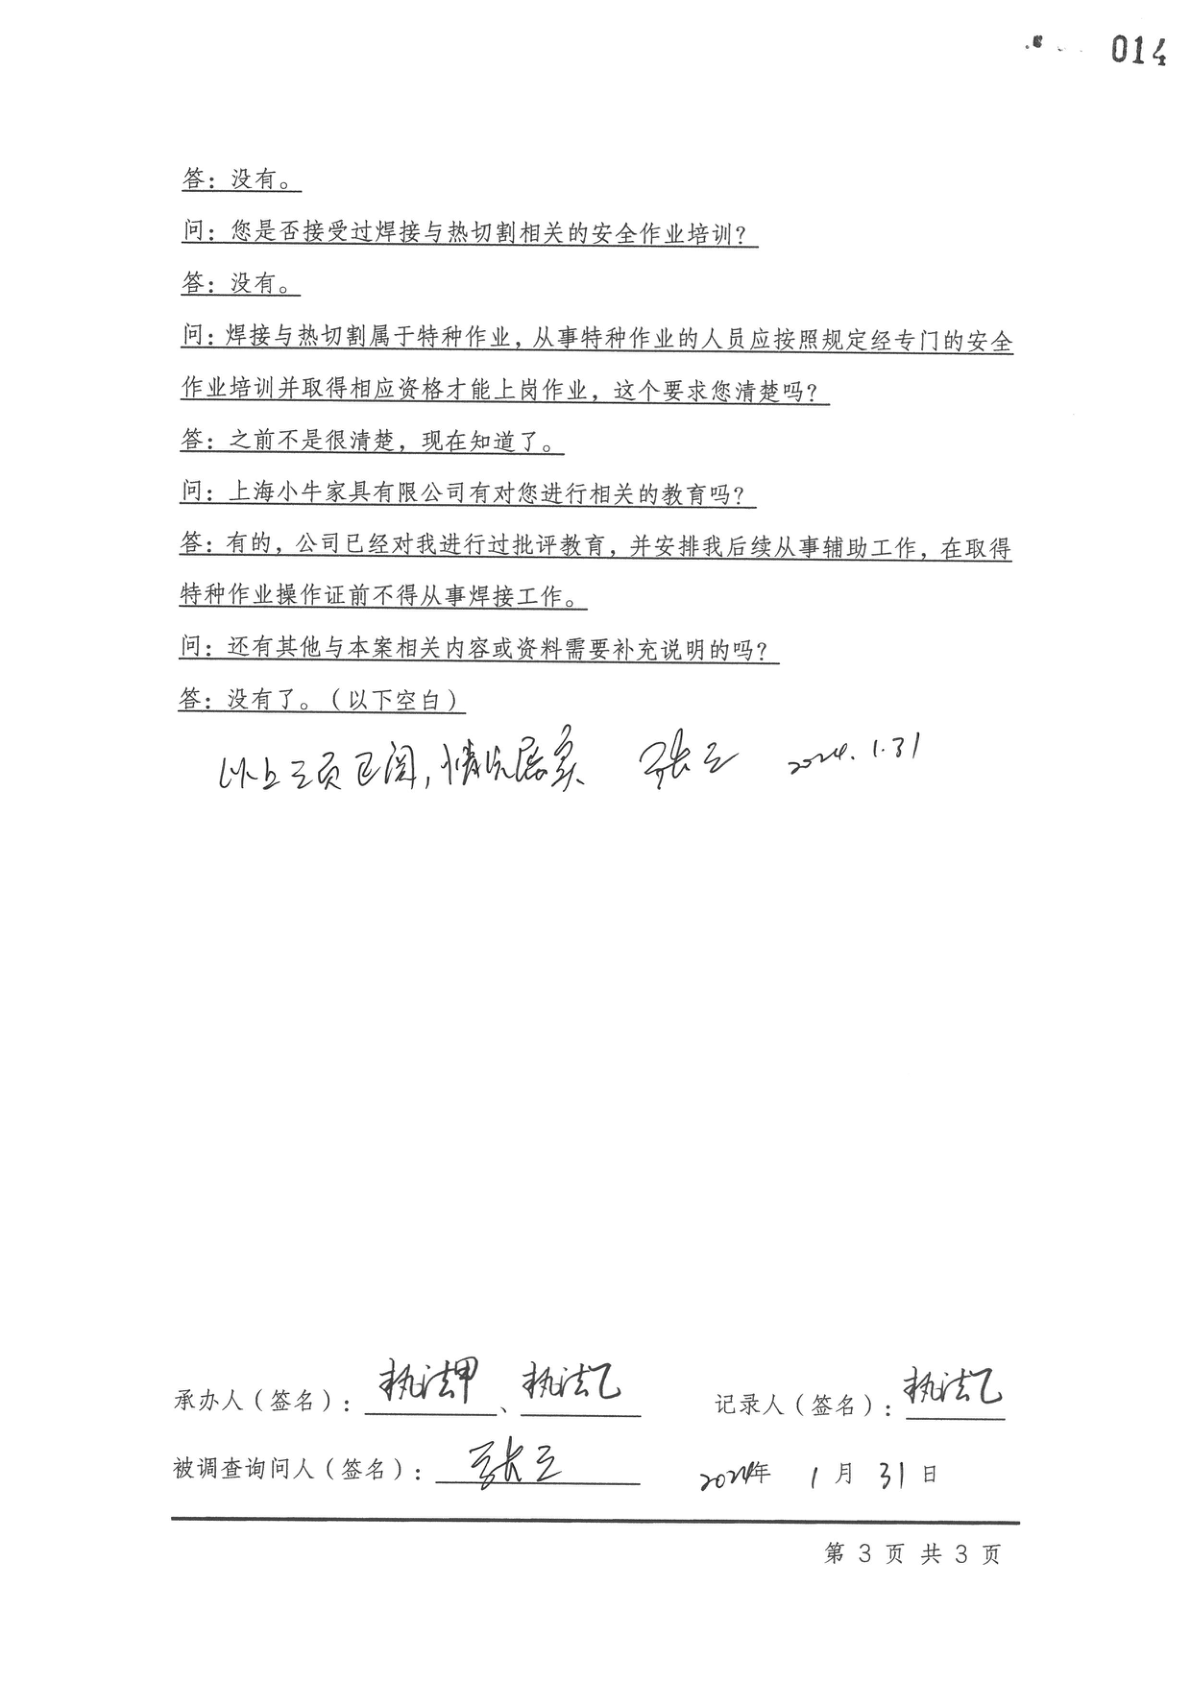 014
答：没有。
问：您是否接受过焊接与热切割相关的安全作业培训？
答：没有。
问：焊接与热切割属于特种作业，从事特种作业的人员应按照规定经专门的安全
作业培训并取得相应资格才能上岗作业，这个要求您清楚吗？
答：之前不是很清楚，现在知道了。
问：上海小牛家具有限公司有对您进行相关的教育吗？
答：有的，公司已经对我进行过批评教育，并安排我后续从事辅助工作，在取得
特种作业操作证前不得从事焊接工作。
问：还有其他与本案相关内容或资料需要补充说明的吗？
答：没有了。（以下空白）
以上三页已阅，情况属实 张三 2024.1.31
承办人（签名）：执法甲、执法乙 记录人（签名）：执法乙
被调查询问人（签名）：张三 2024年 1月 31日
第 3 页 共 3 页